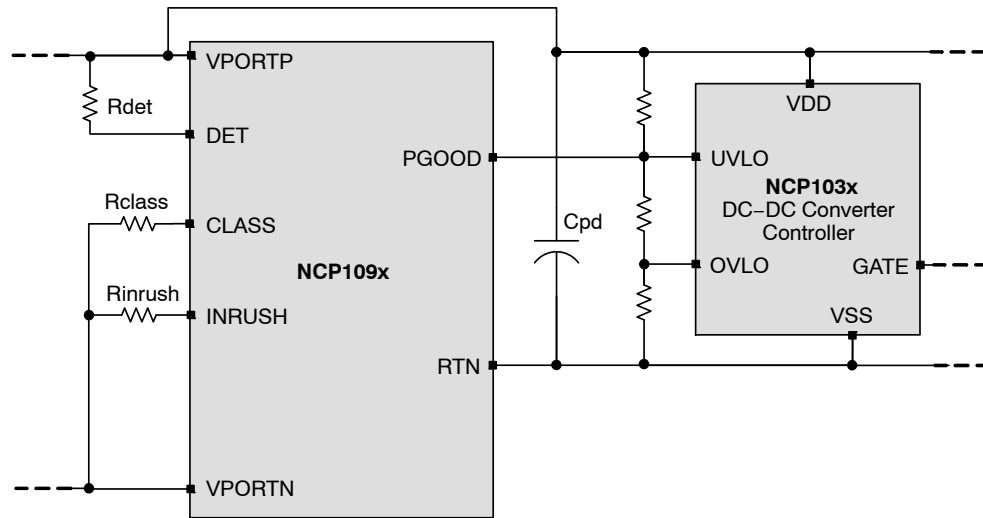 VPORTP
Rdet
DET
Rclass
CLASS
Rinrush
INRUSH
VPORTN
NCP109x
PGOOD
RTN
Cpd
VDD
UVLO
NCP103x
DC−DC Converter
Controller
OVLO
GATE
VSS